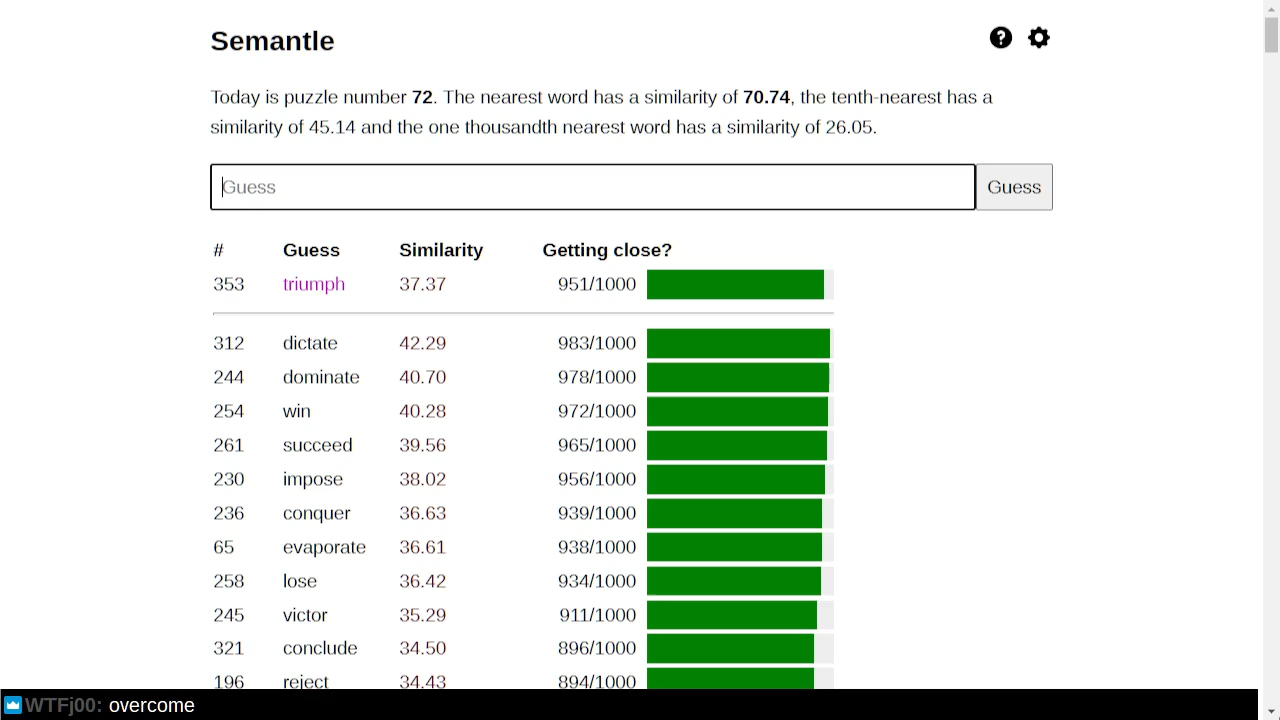 Semantle
Today is puzzle number 72. The nearest word has a similarity of 70.74, the tenth-nearest has a
similarity of 45.14 and the one thousandth nearest word has a similarity of 26.05.
Guess Guess
# Guess Similarity Getting close?
353 triumph 37.37 951/1000
312 dictate 42.29 983/1000
244 dominate 40.70 978/1000
254 win 40.28 972/1000
261 succeed 39.56 965/1000
230 impose 38.02 956/1000
236 conquer 36.63 939/1000
65 evaporate 36.61 938/1000
258 lose 36.42 934/1000
245 victor 35.29 911/1000
321 conclude 34.50 896/1000
196 reject 34.43 894/1000
WTFj00: overcome